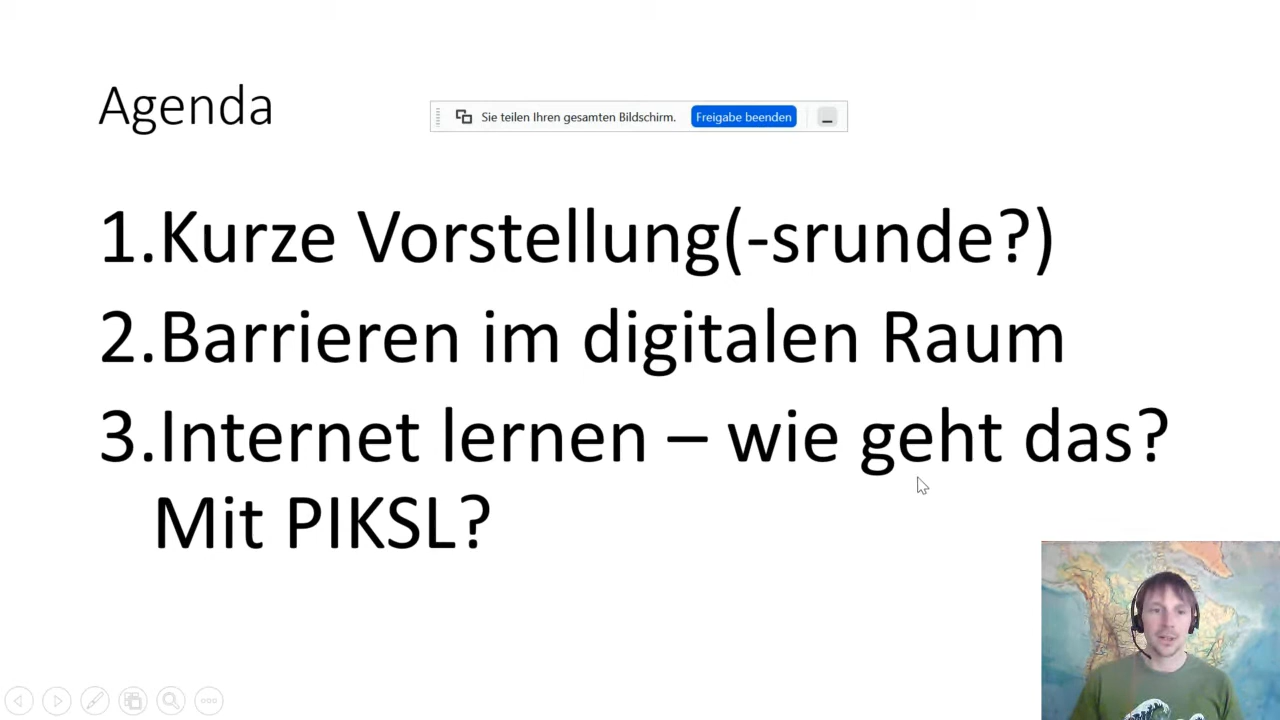 Agenda
Sie teilen Ihren gesamten Bildschirm. Freigabe beenden
1.Kurze Vorstellung(-srunde?)
2.Barrieren im digitalen Raum
3.Internet lernen – wie geht das?
Mit PIKSL?